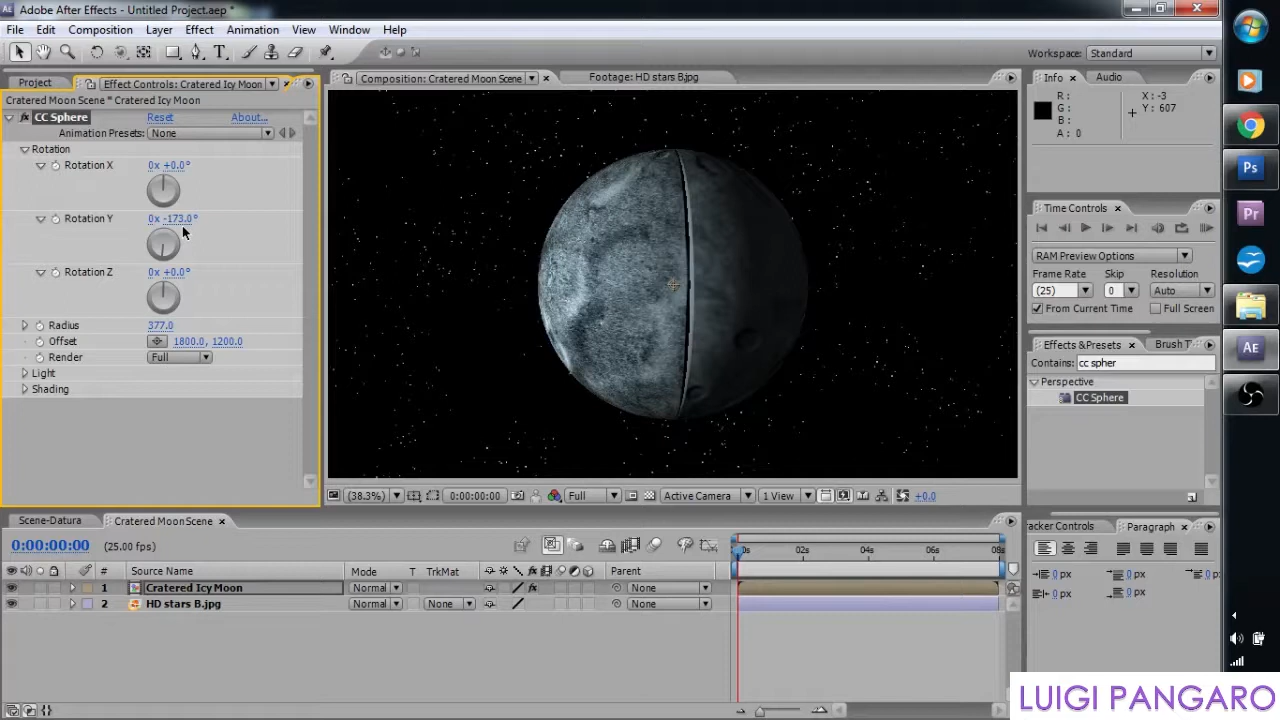 Adobe After Effects - Untitled Project.aep *
File Edit Composition Layer Effect Animation View Window Help
Workspace: Standard
Project Effect Controls: Cratered Icy Moon
Composition: Cratered Moon Scene Footage: HD stars B.jpg
Info Audio
Cratered Moon Scene * Cratered Icy Moon
CC Sphere Reset About...
Animation Presets: None
Rotation
Rotation X 0x +0.0°
Rotation Y 0x -173.0°
Rotation Z 0x +0.0°
Radius 377.0
Offset 1800.0, 1200.0
Render Full
Light
Shading
R :
G :
B :
A : 0
X : -3
Y : 607
Time Controls
RAM Preview Options
Frame Rate Skip Resolution
(25) 0 Auto
From Current Time Full Screen
Effects &Presets Brush T
Contains: cc spher
Perspective
CC Sphere
(38.3%) 0:00:00:00 Full Active Camera 1 View +0.0
Scene-Datura Cratered Moon Scene
0:00:00:00 (25.00 fps)
0s 02s 04s 06s 08s
# Source Name Mode T TrkMat Parent
1 Cratered Icy Moon Normal None
2 HD stars B.jpg Normal None None
racker Controls Paragraph
0 px 0 px 0 px
0 px 0 px
Ps
Pr
AE
LUIGI PANGARO